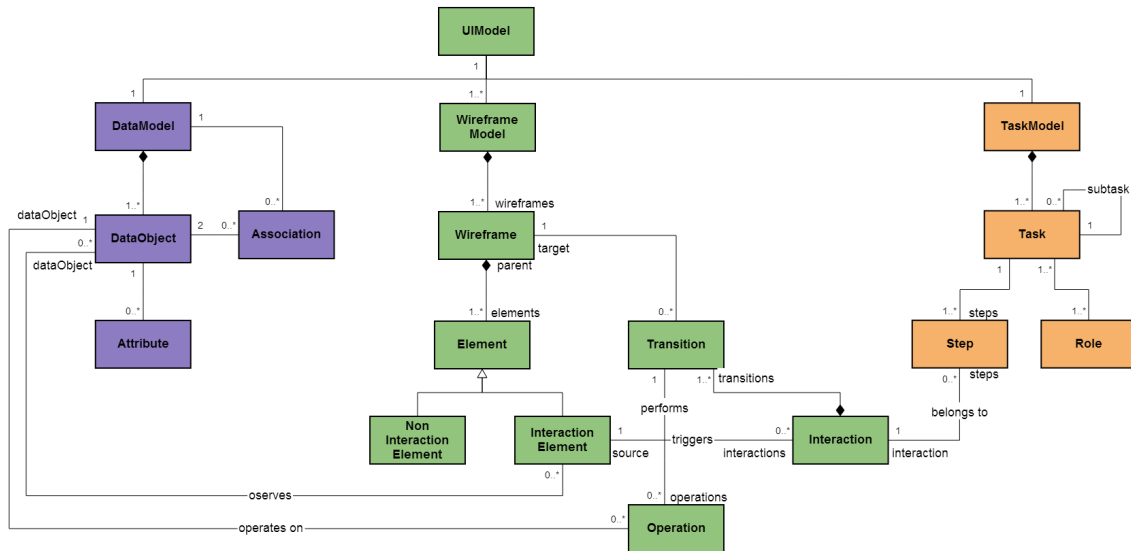 UIModel
1
1
1..*
1
DataModel
1
Wireframe
Model
TaskModel
subtask
1..*
0..*
1..*
wireframes
1..*
0..*
dataObject
1
DataObject
2
0..*
Association
Wireframe
1
target
Task
1
0..*
dataObject
1
parent
1
1..*
0..*
1..*
elements
0..*
1..*
steps
1..*
Attribute
Element
Transition
Step
Role
1
1..*
transitions
0..*
steps
performs
belongs to
Non
Interaction
Element
Interaction
Element
1
source
triggers
0..*
interactions
Interaction
1
interaction
0..*
oserves
0..*
operations
operates on
0..*
Operation